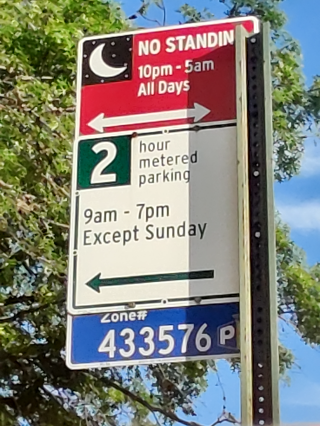 NO STANDIN
10pm - 5am
All Days
2 hour
metered
parking
9am - 7pm
Except Sunday
Zone#
433576 P